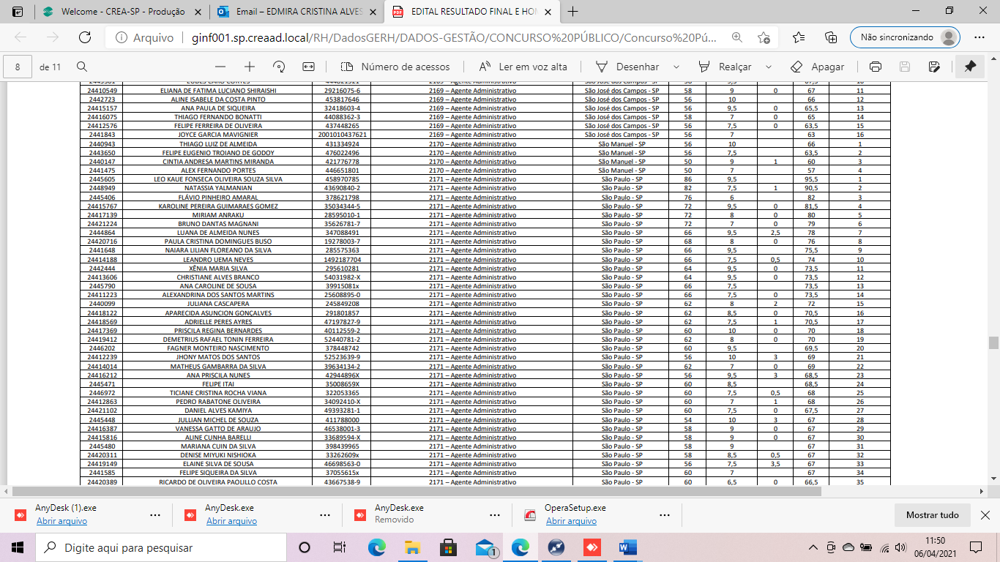 Welcome - CREA-SP - Produção
Email – EDMIRA CRISTINA ALVES
EDITAL RESULTADO FINAL E HOM
Arquivo | ginf001.sp.creaad.local/RH/DadosGERH/DADOS-GESTÃO/CONCURSO%20PÚBLICO/Concurso%20Pú...
Não sincronizando
8 de 11
Número de acessos
Ler em voz alta
Desenhar
Realçar
Apagar
24410549 ELIANA DE FATIMA LUCIANO SHIRAISHI 29216075-6 2169 – Agente Administrativo São José dos Campos - SP 58 9 0 67 11
2442723 ALINE ISABELE DA COSTA PINTO 453817646 2169 – Agente Administrativo São José dos Campos - SP 56 10 66 12
24415157 ANA PAULA DE SIQUEIRA 32418603-4 2169 – Agente Administrativo São José dos Campos - SP 56 9,5 0 65,5 13
24416075 THIAGO FERNANDO BONATTI 44088362-3 2169 – Agente Administrativo São José dos Campos - SP 58 7 0 65 14
24412576 FELIPE FERREIRA DE OLIVEIRA 437448265 2169 – Agente Administrativo São José dos Campos - SP 56 7,5 0 63,5 15
2441843 JOYCE GARCIA MAVIGNIER 2001010437621 2169 – Agente Administrativo São José dos Campos - SP 56 7 63 16
2440943 THIAGO LUIZ DE ALMEIDA 431334924 2170 – Agente Administrativo São Manuel - SP 56 10 66 1
2443650 FELIPE EUGENIO TROIANO DE GODOY 476022496 2170 – Agente Administrativo São Manuel - SP 56 7,5 63,5 2
2440147 CINTIA ANDRESA MARTINS MIRANDA 421776778 2170 – Agente Administrativo São Manuel - SP 50 9 1 60 3
2441475 ALEX FERNANDO PORTES 446651801 2170 – Agente Administrativo São Manuel - SP 50 7 57 4
2445605 LEO KAUE FONSECA OLIVEIRA SOUZA SILVA 458970785 2171 – Agente Administrativo São Paulo - SP 86 9,5 95,5 1
2448949 NATASSIA YALMANIAN 43690840-2 2171 – Agente Administrativo São Paulo - SP 82 7,5 1 90,5 2
2445406 FLÁVIO PINHEIRO AMARAL 378621798 2171 – Agente Administrativo São Paulo - SP 76 6 82 3
24415767 KAROLINE PEREIRA GUIMARAES GOMEZ 35034344-5 2171 – Agente Administrativo São Paulo - SP 72 9,5 0 81,5 4
24417139 MIRIAM ANRAKU 28595010-1 2171 – Agente Administrativo São Paulo - SP 72 8 0 80 5
24421224 BRUNO DANTAS MAGNANI 35626781-7 2171 – Agente Administrativo São Paulo - SP 72 7 0 79 6
2444864 LUANA DE ALMEIDA NUNES 347088491 2171 – Agente Administrativo São Paulo - SP 66 9,5 2,5 78 7
24420716 PAULA CRISTINA DOMINGUES BUSO 19278003-7 2171 – Agente Administrativo São Paulo - SP 68 8 0 76 8
2441648 NAIARA LILIAN FLOREANO DA SILVA 285575363 2171 – Agente Administrativo São Paulo - SP 66 9,5 75,5 9
24414188 LEANDRO UEMA NEVES 1492187704 2171 – Agente Administrativo São Paulo - SP 66 7,5 0,5 74 10
2442444 XÊNIA MARIA SILVA 295610281 2171 – Agente Administrativo São Paulo - SP 64 9,5 0 73,5 11
24413606 CHRISTIANE ALVES BRANCO 54031982-X 2171 – Agente Administrativo São Paulo - SP 64 9,5 0 73,5 12
2445790 ANA CAROLINE DE SOUSA 39915081x 2171 – Agente Administrativo São Paulo - SP 66 7,5 73,5 13
24411223 ALEXANDRINA DOS SANTOS MARTINS 25608895-0 2171 – Agente Administrativo São Paulo - SP 66 7,5 0 73,5 14
2440099 JULIANA CASCAPERA 245849208 2171 – Agente Administrativo São Paulo - SP 62 8 2 72 15
24418122 APARECIDA ASUNCION GONÇALVES 291801857 2171 – Agente Administrativo São Paulo - SP 62 8,5 0 70,5 16
24418569 ADRIELLE PERES AYRES 47197827-9 2171 – Agente Administrativo São Paulo - SP 62 7,5 1 70,5 17
24417369 PRISCILA REGINA BERNARDES 40112559-2 2171 – Agente Administrativo São Paulo - SP 60 10 0 70 18
24419412 DEMETRIUS RAFAEL TONIN FERREIRA 52440781-2 2171 – Agente Administrativo São Paulo - SP 62 8 0 70 19
2446202 FAGNER MONTEIRO NASCIMENTO 378448742 2171 – Agente Administrativo São Paulo - SP 60 9,5 69,5 20
24412239 JHONY MATOS DOS SANTOS 52523639-9 2171 – Agente Administrativo São Paulo - SP 56 10 3 69 21
24414014 MATHEUS GAMBARRA DA SILVA 39634134-2 2171 – Agente Administrativo São Paulo - SP 62 7 0 69 22
24416212 ANA PRISCILA NUNES 42944896X 2171 – Agente Administrativo São Paulo - SP 56 9,5 3 68,5 23
2445471 FELIPE ITAI 35008659X 2171 – Agente Administrativo São Paulo - SP 60 8,5 68,5 24
2446972 TICIANE CRISTINA ROCHA VIANA 322053365 2171 – Agente Administrativo São Paulo - SP 60 7,5 0,5 68 25
24412863 PEDRO RABATONE OLIVEIRA 34092410-X 2171 – Agente Administrativo São Paulo - SP 60 7 1 68 26
24421102 DANIEL ALVES KAMIYA 49393281-1 2171 – Agente Administrativo São Paulo - SP 60 7,5 0 67,5 27
2445448 JULLIAN MICHEL DE SOUZA 411788000 2171 – Agente Administrativo São Paulo - SP 54 10 3 67 28
24416387 VANESSA GATTO DE ARAUJO 46538001-3 2171 – Agente Administrativo São Paulo - SP 58 9 0 67 29
24415816 ALINE CUNHA BARELLI 33689594-X 2171 – Agente Administrativo São Paulo - SP 58 9 0 67 30
2445480 MARIANA CUIN DA SILVA 398439965 2171 – Agente Administrativo São Paulo - SP 58 9 67 31
24420311 DENISE MIYUKI NISHIOKA 33262609x 2171 – Agente Administrativo São Paulo - SP 58 8,5 0,5 67 32
24419149 ELAINE SILVA DE SOUSA 46698563-0 2171 – Agente Administrativo São Paulo - SP 56 7,5 3,5 67 33
2441585 FELIPE SIQUEIRA DA SILVA 37055615x 2171 – Agente Administrativo São Paulo - SP 60 7 67 34
24420389 RICARDO DE OLIVEIRA PAOLILLO COSTA 43667538-9 2171 – Agente Administrativo São Paulo - SP 60 6,5 0 66,5 35
AnyDesk (1).exe
Abrir arquivo
AnyDesk.exe
Abrir arquivo
AnyDesk.exe
Removido
OperaSetup.exe
Abrir arquivo
Mostrar tudo
Digite aqui para pesquisar
1
11:50
06/04/2021